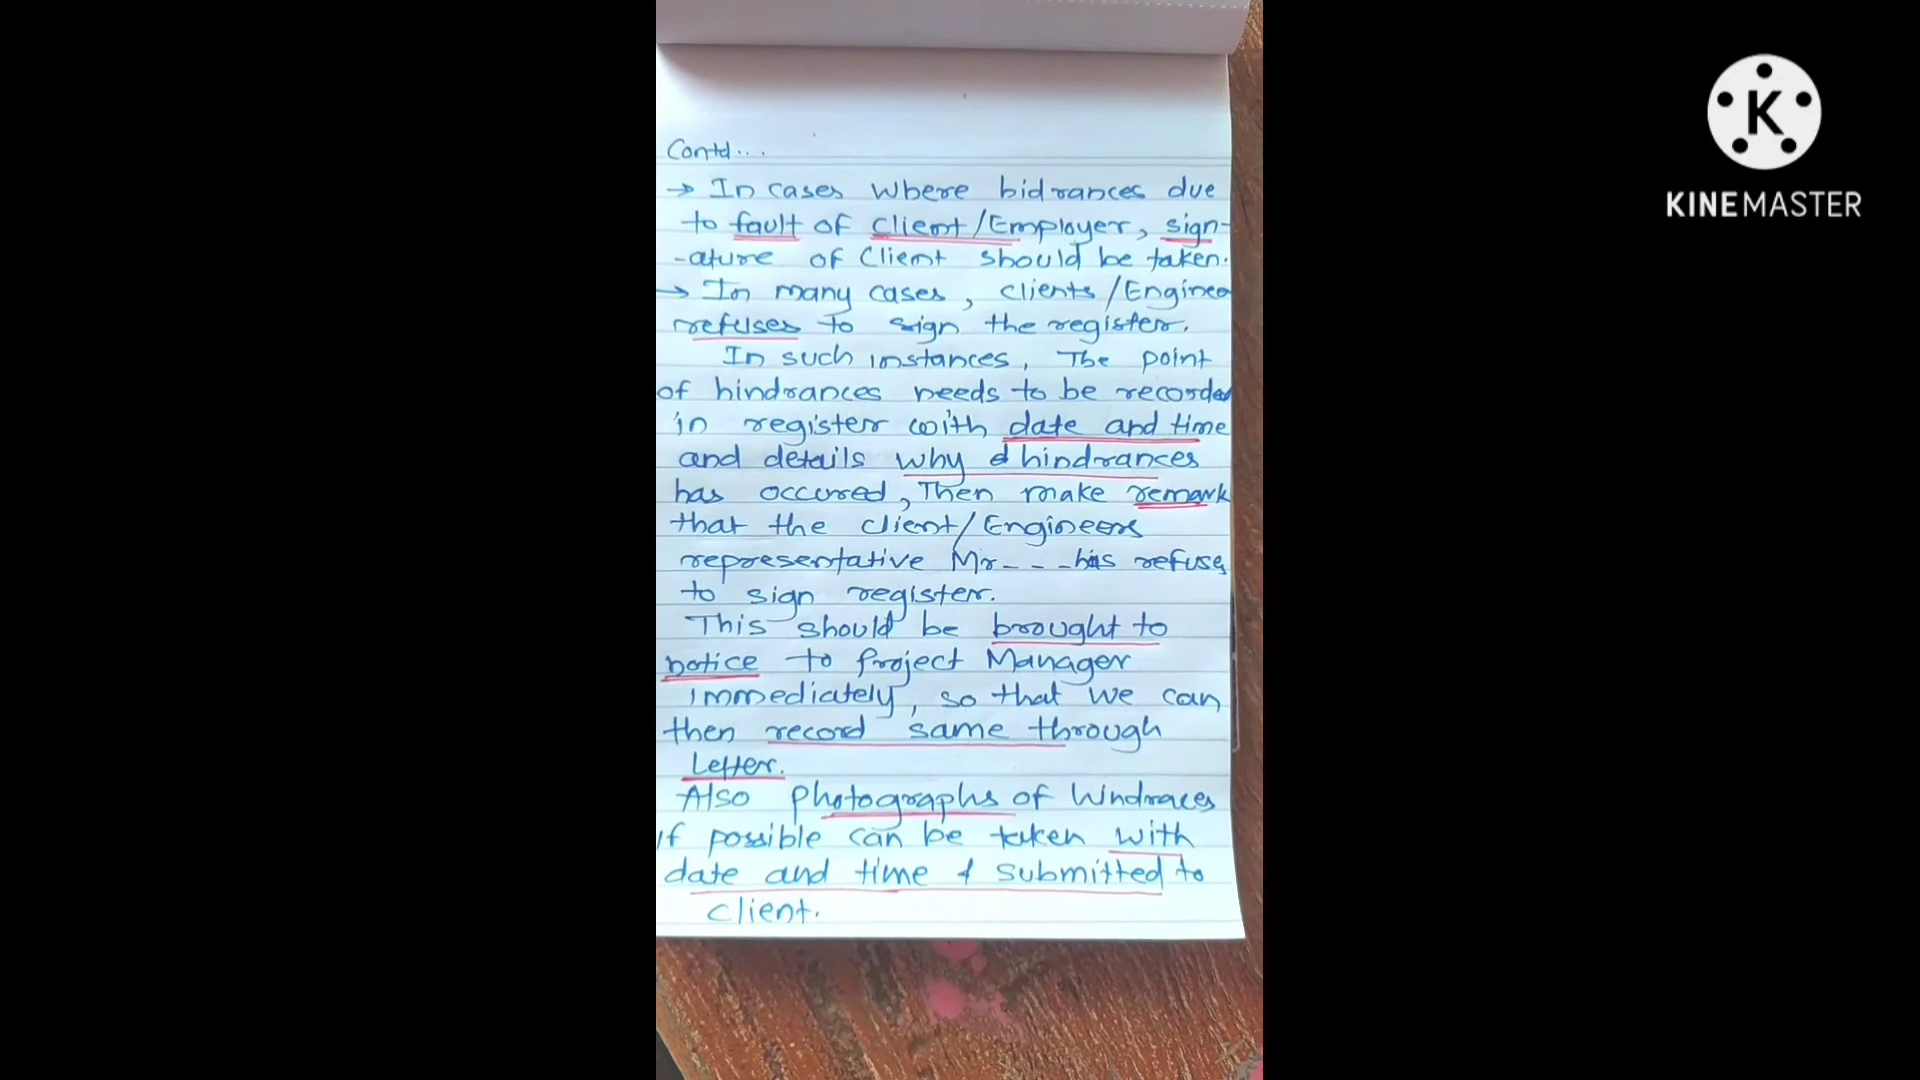 Contd...
→ In cases where hidrances due
to fault of client/Employer, sign-
-ature of Client should be taken.
→ In many cases, clients/Enginee
refuses to sign the register.
In such instances, The point
of hindrances needs to be recorded
in register with date and time
and details why hindrances
has occured, Then make remark
that the client/Engineers
representative Mr--- has refuse
to sign register.
This should be brought to
notice to Project Manager
immediately, so that we can
then record same through
Letter.
Also photographs of hindraces
if possible can be taken with
date and time & submitted to
client.
K
KINEMASTER